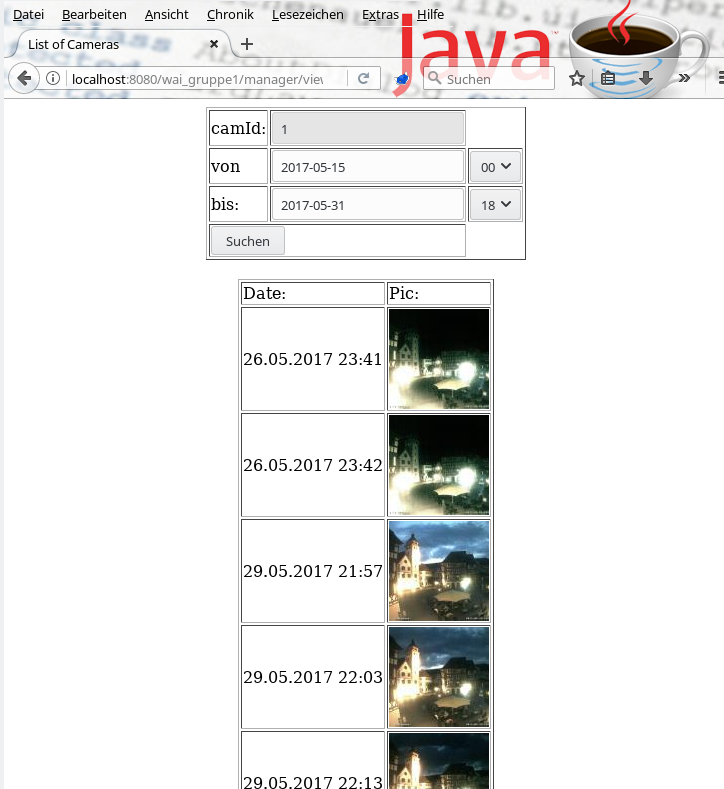 Datei Bearbeiten Ansicht Chronik Lesezeichen Extras Hilfe
java
List of Cameras
localhost:8080/wai_gruppe1/manager/viev
Suchen
camId: 1
von 2017-05-15 00
bis: 2017-05-31 18
Suchen
Date: Pic:
26.05.2017 23:41
26.05.2017 23:42
29.05.2017 21:57
29.05.2017 22:03
29.05.2017 22:13